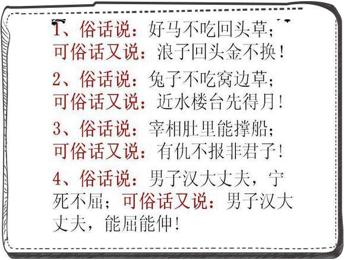 1、俗话说：好马不吃回头草；
可俗话又说：浪子回头金不换！
2、俗话说：兔子不吃窝边草；
可俗话又说：近水楼台先得月！
3、俗话说：宰相肚里能撑船；
可俗话又说：有仇不报非君子！
4、俗话说：男子汉大丈夫，宁
死不屈；可俗话又说：男子汉大
丈夫，能屈能伸！